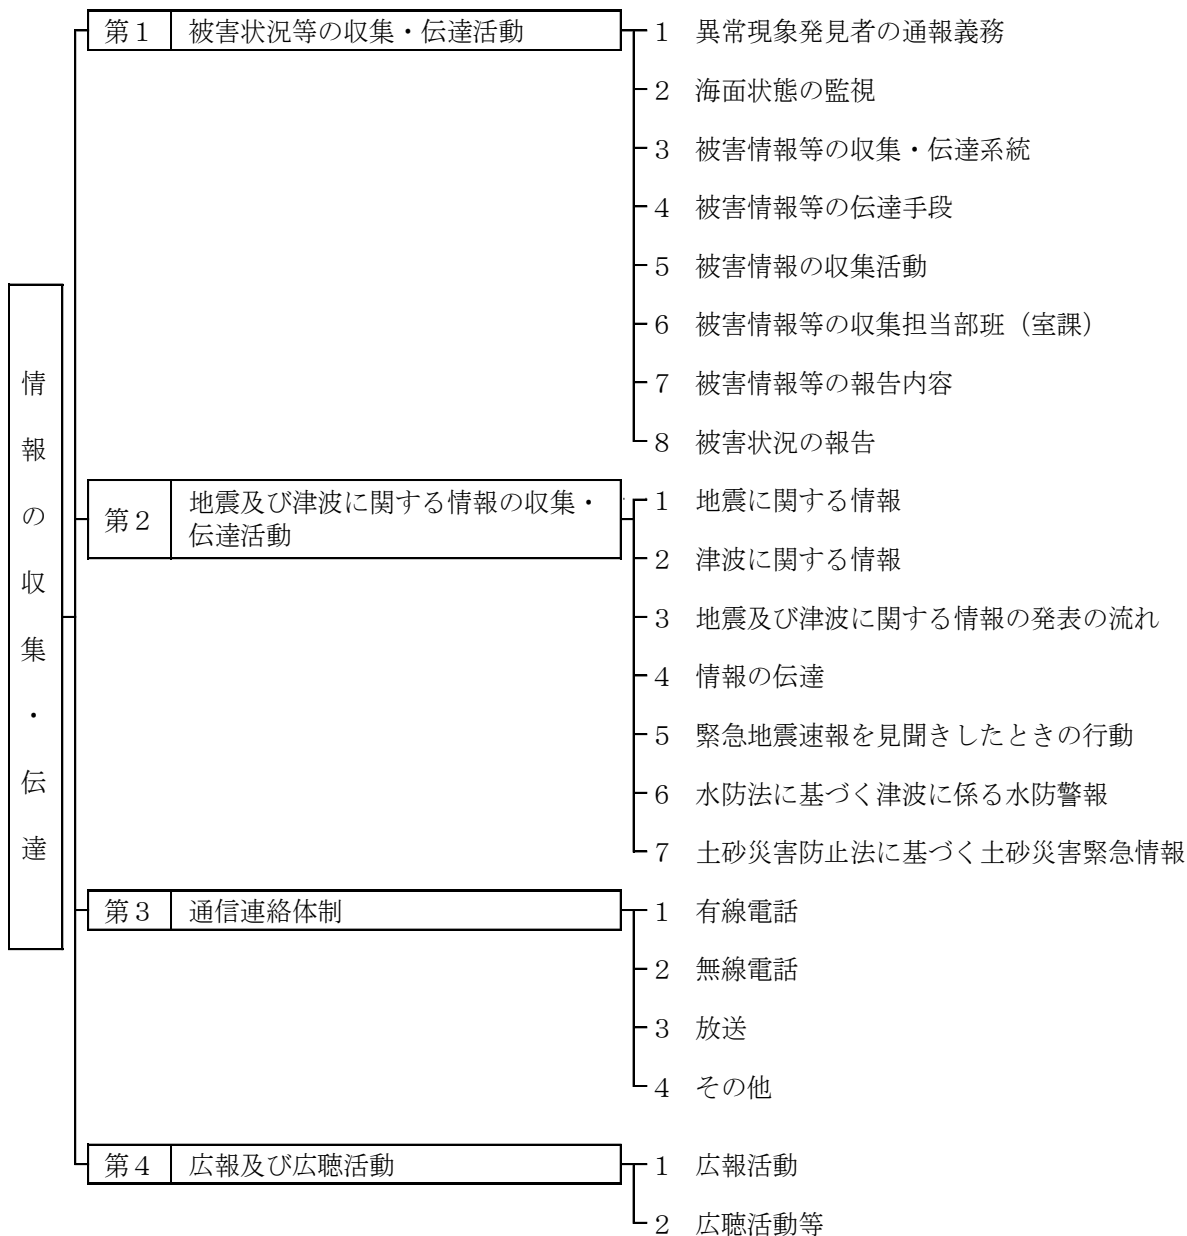 情報の収集・伝達
第１ 被害状況等の収集・伝達活動
１ 異常現象発見者の通報義務
２ 海面状態の監視
３ 被害情報等の収集・伝達系統
４ 被害情報等の伝達手段
５ 被害情報の収集活動
６ 被害情報等の収集担当部班（室課）
７ 被害情報等の報告内容
８ 被害状況の報告
第２ 地震及び津波に関する情報の収集・
伝達活動
１ 地震に関する情報
２ 津波に関する情報
３ 地震及び津波に関する情報の発表の流れ
４ 情報の伝達
５ 緊急地震速報を見聞きしたときの行動
６ 水防法に基づく津波に係る水防警報
７ 土砂災害防止法に基づく土砂災害緊急情報
第３ 通信連絡体制
１ 有線電話
２ 無線電話
３ 放送
４ その他
第４ 広報及び広聴活動
１ 広報活動
２ 広聴活動等